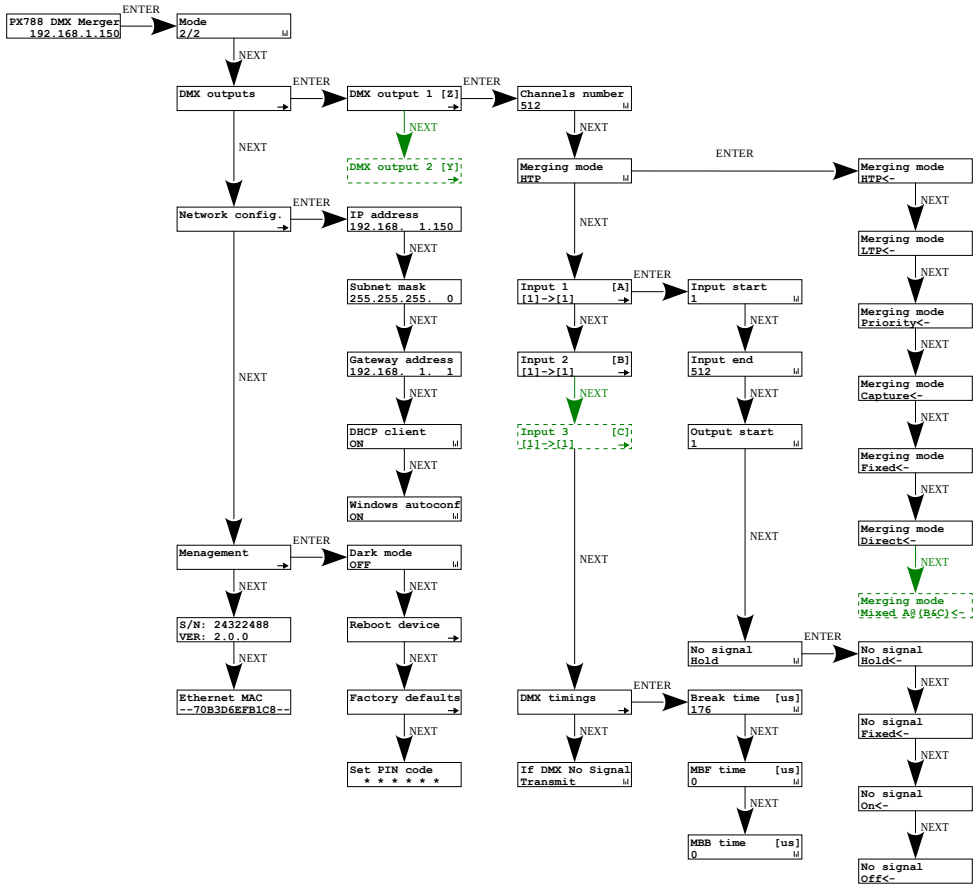 PX788 DMX Merger
192.168.1.150
ENTER
Mode
2/2
NEXT
DMX outputs
ENTER
DMX output 1 [Z]
ENTER
Channels number
512
NEXT
DMX output 2 [Y]
NEXT
Merging mode
HTP
ENTER
Merging mode
HTP<-
NEXT
Merging mode
LTP<-
NEXT
Merging mode
Priority<-
NEXT
Merging mode
Capture<-
NEXT
Merging mode
Fixed<-
NEXT
Merging mode
Direct<-
NEXT
Merging mode
Mixed A@(B&C)<-
NEXT
Network config.
ENTER
IP address
192.168.  1.150
NEXT
Subnet mask
255.255.255.  0
NEXT
Gateway address
192.168.  1.  1
NEXT
DHCP client
ON
NEXT
Windows autoconf
ON
NEXT
Input 1 [A]
[1]->[1]
ENTER
Input start
1
NEXT
Input end
512
NEXT
Output start
1
NEXT
No signal
Hold
ENTER
No signal
Hold<-
NEXT
No signal
Fixed<-
NEXT
No signal
On<-
NEXT
No signal
Off<-
NEXT
Input 2 [B]
[1]->[1]
NEXT
Input 3 [C]
[1]->[1]
NEXT
DMX timings
ENTER
Break time [us]
176
NEXT
MBF time [us]
0
NEXT
MBB time [us]
0
NEXT
If DMX No Signal
Transmit
NEXT
Menagement
ENTER
Dark mode
OFF
NEXT
Reboot device
NEXT
Factory defaults
NEXT
Set PIN code
* * * * * *
NEXT
S/N: 24322488
VER: 2.0.0
NEXT
Ethernet MAC
--70B3D6EFB1C8--